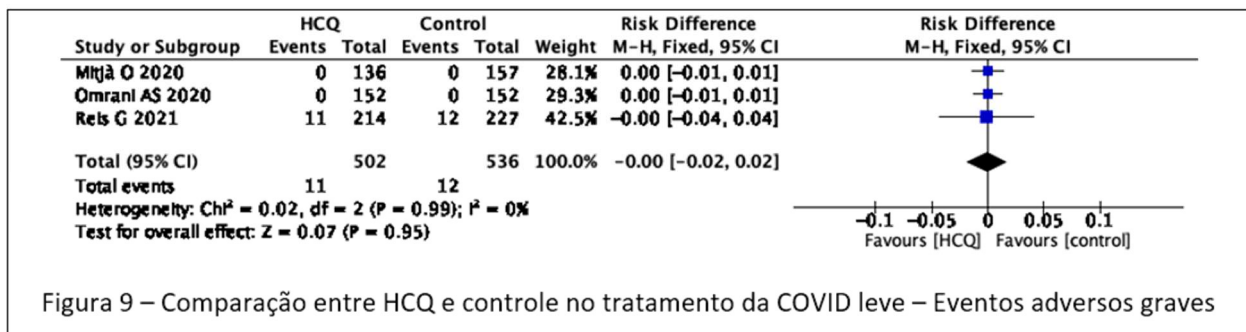 HCQ Control Risk Difference Risk Difference
Study or Subgroup Events Total Events Total Weight M-H, Fixed, 95% CI M-H, Fixed, 95% CI
Mitjà O 2020 0 136 0 157 28.1% 0.00 [-0.01, 0.01]
Omrani AS 2020 0 152 0 152 29.3% 0.00 [-0.01, 0.01]
Reis G 2021 11 214 12 227 42.5% -0.00 [-0.04, 0.04]
Total (95% CI) 502 536 100.0% -0.00 [-0.02, 0.02]
Total events 11 12
Heterogeneity: Chi² = 0.02, df = 2 (P = 0.99); I² = 0%
Test for overall effect: Z = 0.07 (P = 0.95)
-0.1 -0.05 0 0.05 0.1
Favours [HCQ] Favours [control]
Figura 9 – Comparação entre HCQ e controle no tratamento da COVID leve – Eventos adversos graves